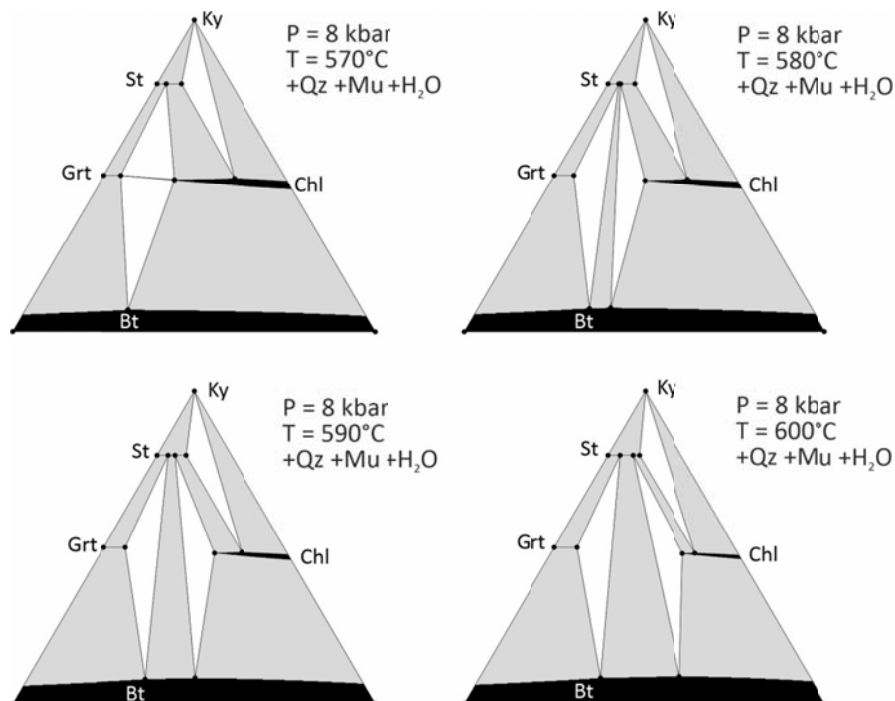 Ky
P = 8 kbar
T = 570°C
+Qz +Mu +H₂O
St
Grt
Chl
Bt
Ky
P = 8 kbar
T = 580°C
+Qz +Mu +H₂O
St
Grt
Chl
Bt
Ky
P = 8 kbar
T = 590°C
+Qz +Mu +H₂O
St
Grt
Chl
Bt
Ky
P = 8 kbar
T = 600°C
+Qz +Mu +H₂O
St
Grt
Chl
Bt